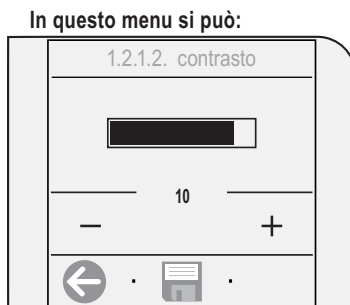 In questo menu si può:
1.2.1.2. contrasto
10
− +